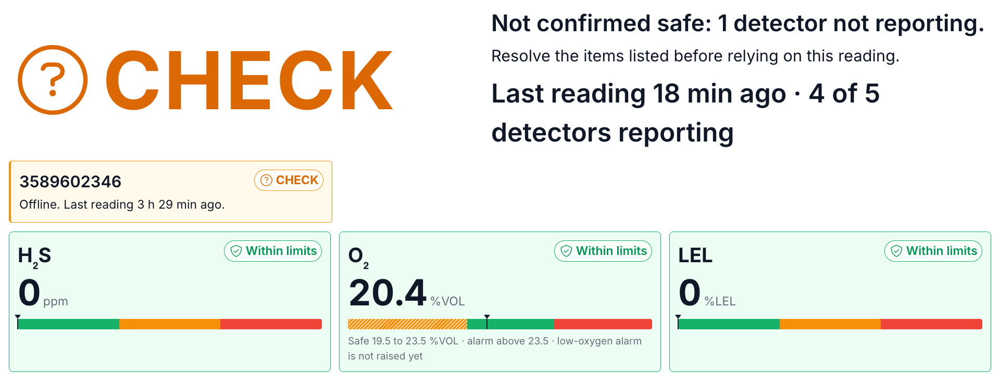 CHECK
Not confirmed safe: 1 detector not reporting.
Resolve the items listed before relying on this reading.
Last reading 18 min ago · 4 of 5
detectors reporting
3589602346
CHECK
Offline. Last reading 3 h 29 min ago.
H₂S
Within limits
0 ppm
O₂
Within limits
20.4 %VOL
Safe 19.5 to 23.5 %VOL · alarm above 23.5 · low-oxygen alarm
is not raised yet
LEL
Within limits
0 %LEL